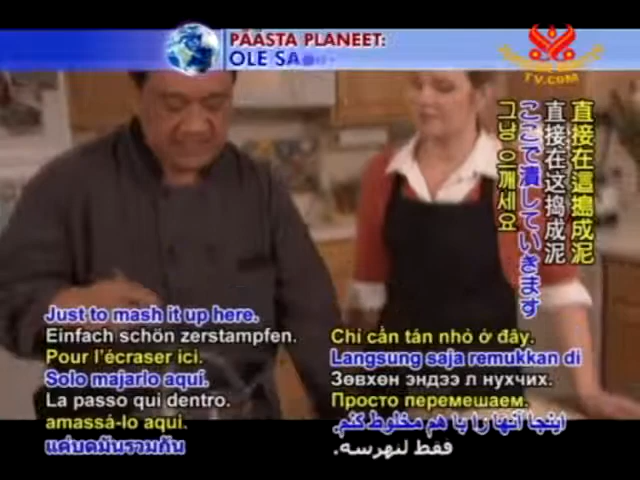 PÄÄSTA PLANEET:
OLE SA
TV.COM
直接在這搗成泥
直接在这捣成泥
ここで潰していきます
그냥 으깨세요
Just to mash it up here.
Einfach schön zerstampfen.
Pour l'écraser ici.
Solo majarlo aquí.
La passo qui dentro.
amassá-lo aqui.
แค่บดมันรวมกัน
Chỉ cần tán nhỏ ở đây.
Langsung saja remukkan di
Зөвхөн эндээ л нухчих.
Просто перемешаем.
اینجا آنها را با هم مخلوط کنم.
فقط لنهرسه.